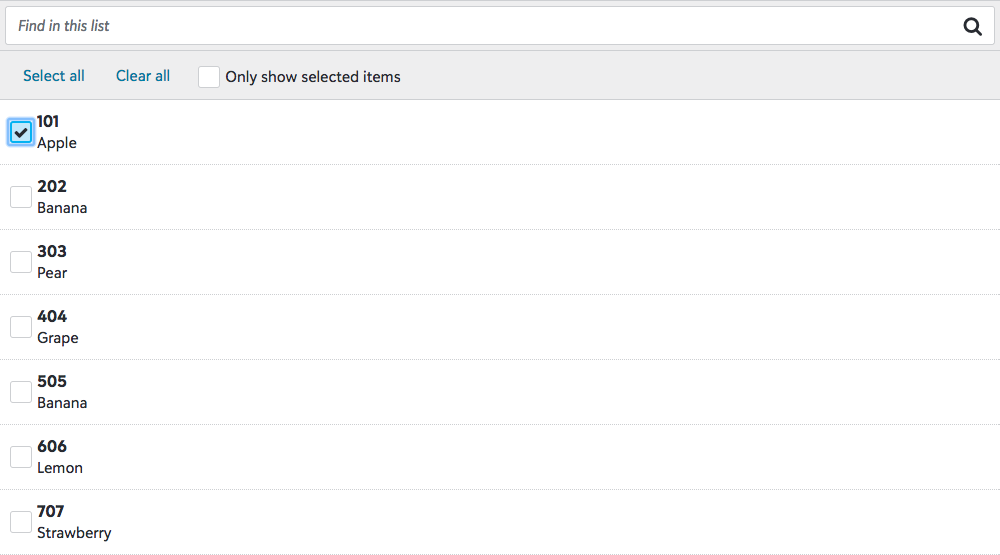 Find in this list
Select all Clear all Only show selected items
101
Apple
202
Banana
303
Pear
404
Grape
505
Banana
606
Lemon
707
Strawberry